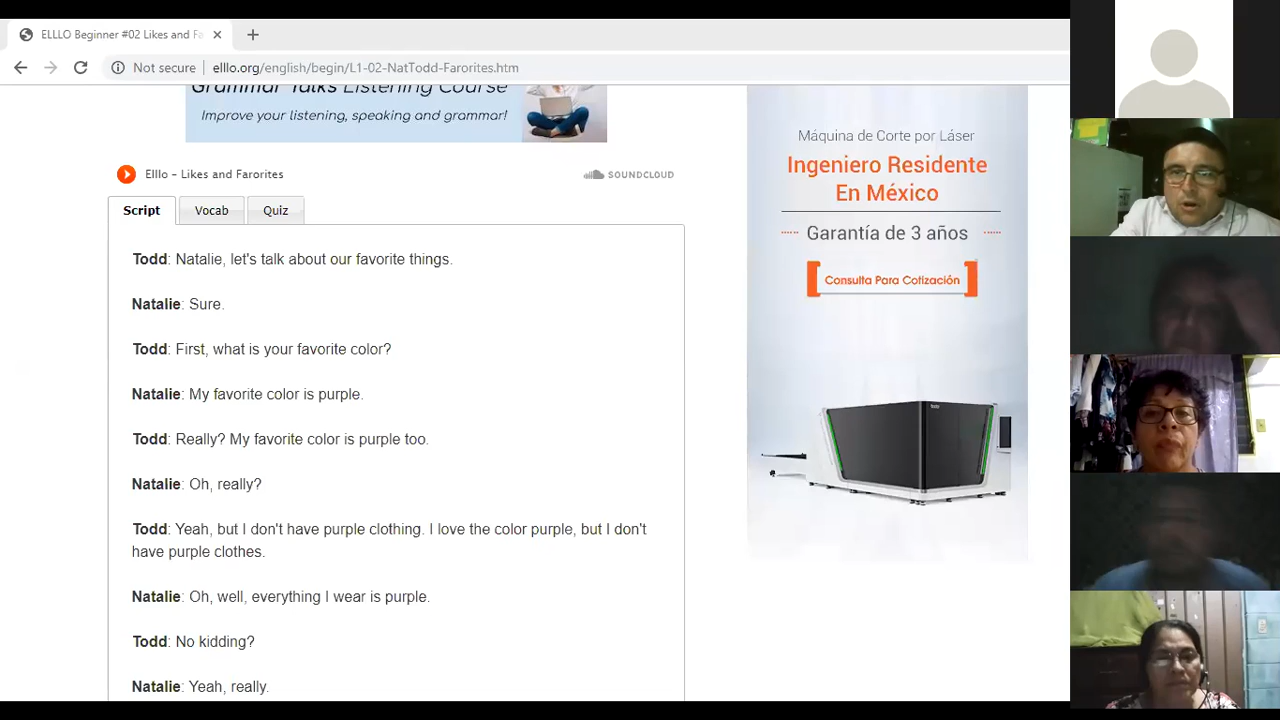 ELLLO Beginner #02 Likes and Fa
Not secure
elllo.org/english/begin/L1-02-NatTodd-Farorites.htm
Grammar Talks Listening Course
Improve your listening, speaking and grammar!
Elllo - Likes and Farorites
SOUNDCLOUD
Script
Vocab
Quiz
Todd: Natalie, let's talk about our favorite things.
Natalie: Sure.
Todd: First, what is your favorite color?
Natalie: My favorite color is purple.
Todd: Really? My favorite color is purple too.
Natalie: Oh, really?
Todd: Yeah, but I don't have purple clothing. I love the color purple, but I don't
have purple clothes.
Natalie: Oh, well, everything I wear is purple.
Todd: No kidding?
Natalie: Yeah, really.
Máquina de Corte por Láser
Ingeniero Residente
En México
Garantía de 3 años
Consulta Para Cotización